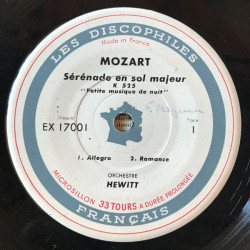 LES DISCOPHILES
Made in France
MOZART
Sérénade en sol majeur
K 525
"Petite musique de nuit"
EX 17001
Face
1
1. Allegro 2. Romance
ORCHESTRE
HEWITT
MICROSILLON 33 TOURS A DURÉE PROLONGÉE
FRANÇAIS